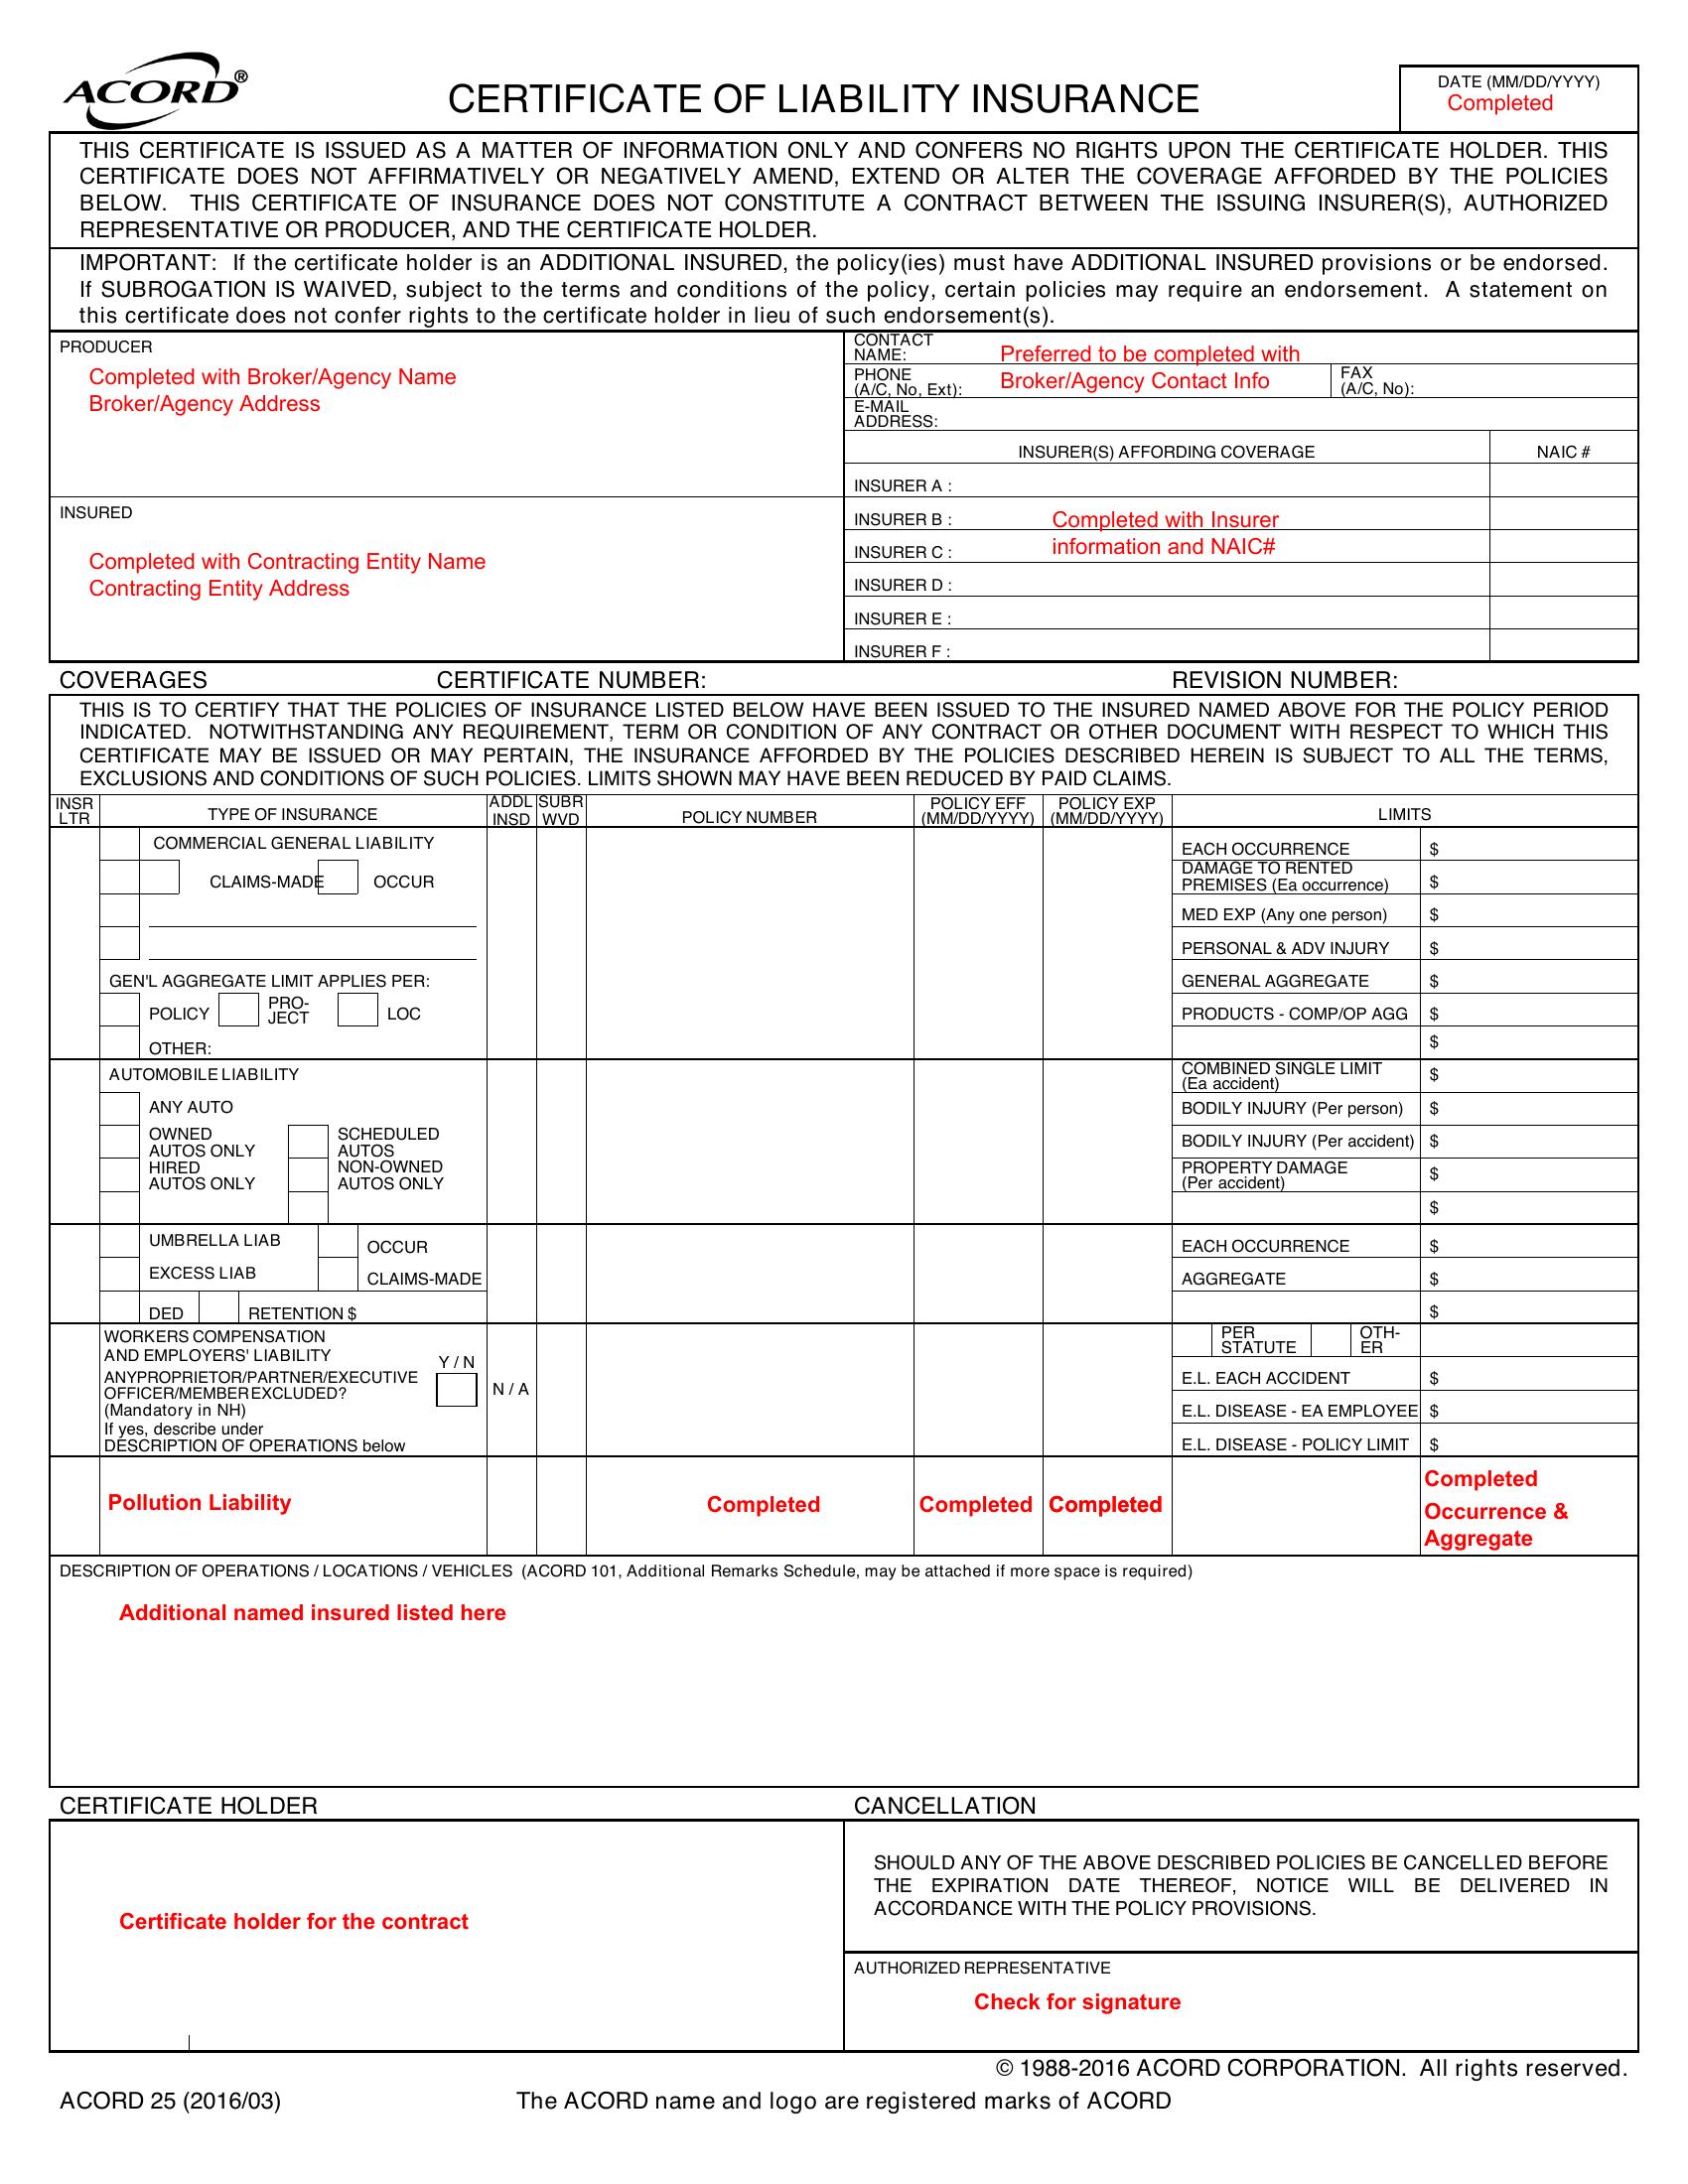 ACORD®
CERTIFICATE OF LIABILITY INSURANCE
DATE (MM/DD/YYYY)
Completed
THIS CERTIFICATE IS ISSUED AS A MATTER OF INFORMATION ONLY AND CONFERS NO RIGHTS UPON THE CERTIFICATE HOLDER. THIS
CERTIFICATE DOES NOT AFFIRMATIVELY OR NEGATIVELY AMEND, EXTEND OR ALTER THE COVERAGE AFFORDED BY THE POLICIES
BELOW. THIS CERTIFICATE OF INSURANCE DOES NOT CONSTITUTE A CONTRACT BETWEEN THE ISSUING INSURER(S), AUTHORIZED
REPRESENTATIVE OR PRODUCER, AND THE CERTIFICATE HOLDER.
IMPORTANT: If the certificate holder is an ADDITIONAL INSURED, the policy(ies) must have ADDITIONAL INSURED provisions or be endorsed.
If SUBROGATION IS WAIVED, subject to the terms and conditions of the policy, certain policies may require an endorsement. A statement on
this certificate does not confer rights to the certificate holder in lieu of such endorsement(s).
PRODUCER
Completed with Broker/Agency Name
Broker/Agency Address
CONTACT
NAME:
Preferred to be completed with
PHONE
(A/C, No, Ext):
Broker/Agency Contact Info
FAX
(A/C, No):
E-MAIL
ADDRESS:
INSURER(S) AFFORDING COVERAGE
NAIC #
INSURER A :
INSURED
Completed with Contracting Entity Name
Contracting Entity Address
INSURER B :
Completed with Insurer
INSURER C :
information and NAIC#
INSURER D :
INSURER E :
INSURER F :
COVERAGES
CERTIFICATE NUMBER:
REVISION NUMBER:
THIS IS TO CERTIFY THAT THE POLICIES OF INSURANCE LISTED BELOW HAVE BEEN ISSUED TO THE INSURED NAMED ABOVE FOR THE POLICY PERIOD
INDICATED. NOTWITHSTANDING ANY REQUIREMENT, TERM OR CONDITION OF ANY CONTRACT OR OTHER DOCUMENT WITH RESPECT TO WHICH THIS
CERTIFICATE MAY BE ISSUED OR MAY PERTAIN, THE INSURANCE AFFORDED BY THE POLICIES DESCRIBED HEREIN IS SUBJECT TO ALL THE TERMS,
EXCLUSIONS AND CONDITIONS OF SUCH POLICIES. LIMITS SHOWN MAY HAVE BEEN REDUCED BY PAID CLAIMS.
INSR
LTR
TYPE OF INSURANCE
ADDL
INSD
SUBR
WVD
POLICY NUMBER
POLICY EFF
(MM/DD/YYYY)
POLICY EXP
(MM/DD/YYYY)
LIMITS
COMMERCIAL GENERAL LIABILITY
CLAIMS-MADE
OCCUR
GEN'L AGGREGATE LIMIT APPLIES PER:
POLICY
PRO-
JECT
LOC
OTHER:
EACH OCCURRENCE $
DAMAGE TO RENTED
PREMISES (Ea occurrence) $
MED EXP (Any one person) $
PERSONAL & ADV INJURY $
GENERAL AGGREGATE $
PRODUCTS - COMP/OP AGG $
$
AUTOMOBILE LIABILITY
ANY AUTO
OWNED
AUTOS ONLY
SCHEDULED
AUTOS
HIRED
AUTOS ONLY
NON-OWNED
AUTOS ONLY
COMBINED SINGLE LIMIT
(Ea accident) $
BODILY INJURY (Per person) $
BODILY INJURY (Per accident) $
PROPERTY DAMAGE
(Per accident) $
$
UMBRELLA LIAB
OCCUR
EXCESS LIAB
CLAIMS-MADE
DED
RETENTION $
EACH OCCURRENCE $
AGGREGATE $
$
WORKERS COMPENSATION
AND EMPLOYERS' LIABILITY
Y / N
ANYPROPRIETOR/PARTNER/EXECUTIVE
OFFICER/MEMBER EXCLUDED?
(Mandatory in NH)
If yes, describe under
DESCRIPTION OF OPERATIONS below
N / A
PER
STATUTE
OTH-
ER
E.L. EACH ACCIDENT $
E.L. DISEASE - EA EMPLOYEE $
E.L. DISEASE - POLICY LIMIT $
Pollution Liability
Completed
Completed
Completed
Completed
Occurrence &
Aggregate
DESCRIPTION OF OPERATIONS / LOCATIONS / VEHICLES (ACORD 101, Additional Remarks Schedule, may be attached if more space is required)
Additional named insured listed here
CERTIFICATE HOLDER
Certificate holder for the contract
CANCELLATION
SHOULD ANY OF THE ABOVE DESCRIBED POLICIES BE CANCELLED BEFORE
THE EXPIRATION DATE THEREOF, NOTICE WILL BE DELIVERED IN
ACCORDANCE WITH THE POLICY PROVISIONS.
AUTHORIZED REPRESENTATIVE
Check for signature
© 1988-2016 ACORD CORPORATION. All rights reserved.
ACORD 25 (2016/03)
The ACORD name and logo are registered marks of ACORD